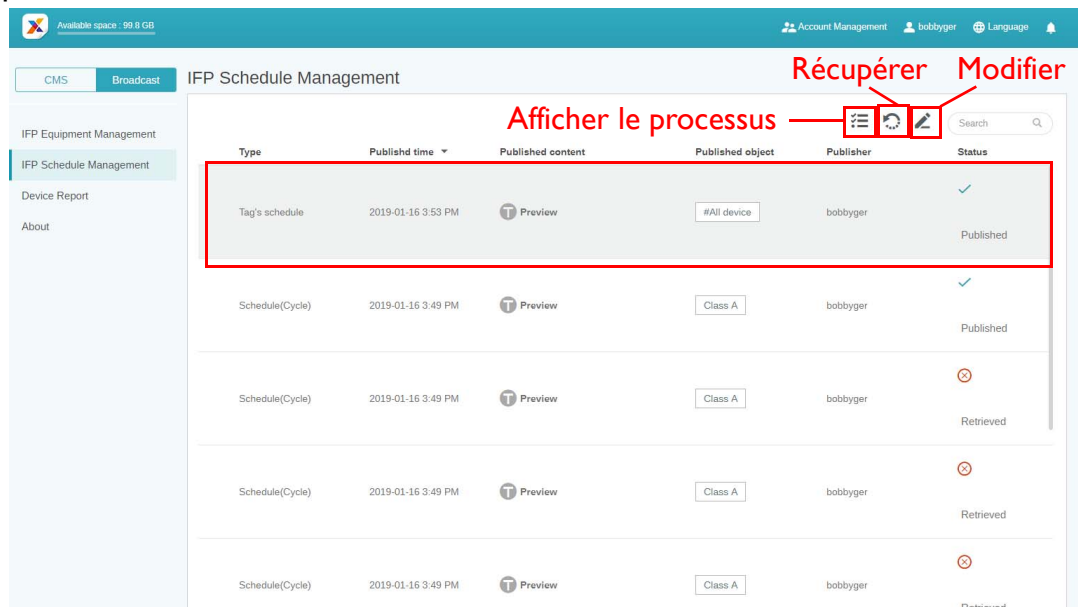 Available space : 99.8 GB
Account Management bobbyger Language
CMS Broadcast
IFP Schedule Management
Récupérer Modifier
Afficher le processus
Search
IFP Equipment Management
IFP Schedule Management
Device Report
About
Type Publishd time Published content Published object Publisher Status
Tag's schedule 2019-01-16 3:53 PM T Preview #All device bobbyger Published
Schedule(Cycle) 2019-01-16 3:49 PM T Preview Class A bobbyger Published
Schedule(Cycle) 2019-01-16 3:49 PM T Preview Class A bobbyger Retrieved
Schedule(Cycle) 2019-01-16 3:49 PM T Preview Class A bobbyger Retrieved
Schedule(Cycle) 2019-01-16 3:49 PM T Preview Class A bobbyger